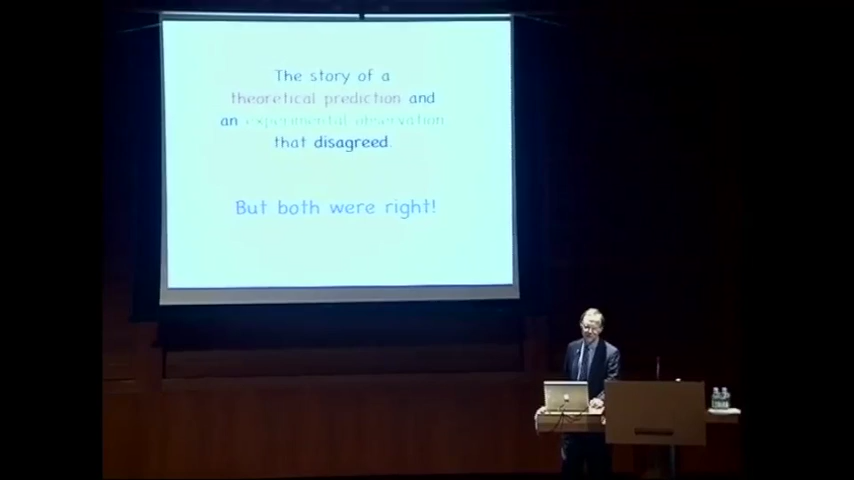 The story of a
theoretical prediction and
an experimental observation
that disagreed.
But both were right!